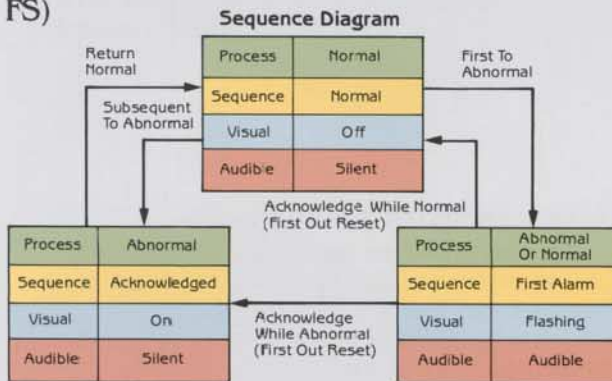 FS)
Sequence Diagram
Return
Normal
Process Normal
First To
Abnormal
Sequence Normal
Subsequent
To Abnormal
Visual Off
Audible Silent
Acknowledge While Normal
(First Out Reset)
Process Abnormal
Sequence Acknowledged
Visual On
Audible Silent
Acknowledge
While Abnormal
(First Out Reset)
Process Abnormal
Or Normal
Sequence First Alarm
Visual Flashing
Audible Audible